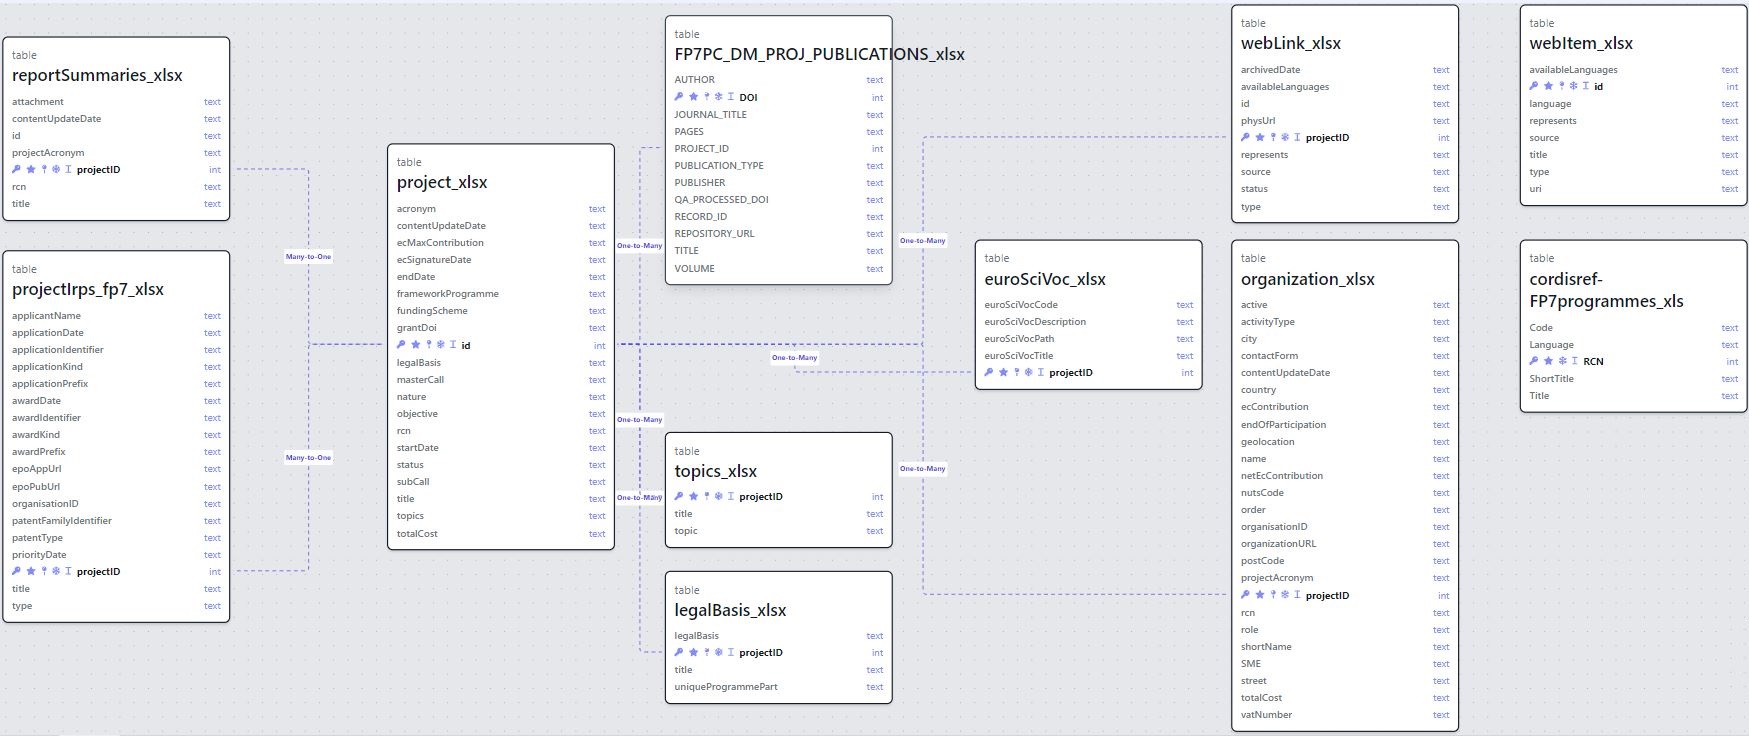 table
reportSummaries_xlsx
attachment text
contentUpdateDate text
id text
projectAcronym text
projectID int
rcn text
title text
table
projectIrps_fp7_xlsx
applicantName text
applicationDate text
applicationIdentifier text
applicationKind text
applicationPrefix text
awardDate text
awardIdentifier text
awardKind text
awardPrefix text
epoAppUrl text
epoPubUrl text
organisationID text
patentFamilyIdentifier text
patentType text
priorityDate text
projectID int
title text
type text
Many-to-One
Many-to-One
table
project_xlsx
acronym text
contentUpdateDate text
ecMaxContribution text
ecSignatureDate text
endDate text
frameworkProgramme text
fundingScheme text
grantDoi text
id int
legalBasis text
masterCall text
nature text
objective text
rcn text
startDate text
status text
subCall text
title text
topics text
totalCost text
One-to-Many
One-to-Many
One-to-Many
table
FP7PC_DM_PROJ_PUBLICATIONS_xlsx
AUTHOR text
DOI int
JOURNAL_TITLE text
PAGES text
PROJECT_ID int
PUBLICATION_TYPE text
PUBLISHER text
QA_PROCESSED_DOI text
RECORD_ID text
REPOSITORY_URL text
TITLE text
VOLUME text
One-to-Many
table
topics_xlsx
projectID int
title text
topic text
table
legalBasis_xlsx
legalBasis text
projectID int
title text
uniqueProgrammePart text
One-to-Many
One-to-Many
table
euroSciVoc_xlsx
euroSciVocCode text
euroSciVocDescription text
euroSciVocPath text
euroSciVocTitle text
projectID int
table
webLink_xlsx
archivedDate text
availableLanguages text
id text
physUrl text
projectID int
represents text
source text
status text
type text
table
organization_xlsx
active text
activityType text
city text
contactForm text
contentUpdateDate text
country text
ecContribution text
endOfParticipation text
geolocation text
name text
netEcContribution text
nutsCode text
order text
organisationID text
organizationURL text
postCode text
projectAcronym text
projectID int
rcn text
role text
shortName text
SME text
street text
totalCost text
vatNumber text
table
webItem_xlsx
availableLanguages text
id int
language text
represents text
source text
title text
type text
uri text
table
cordisref-
FP7programmes_xls
Code text
Language text
RCN int
ShortTitle text
Title text